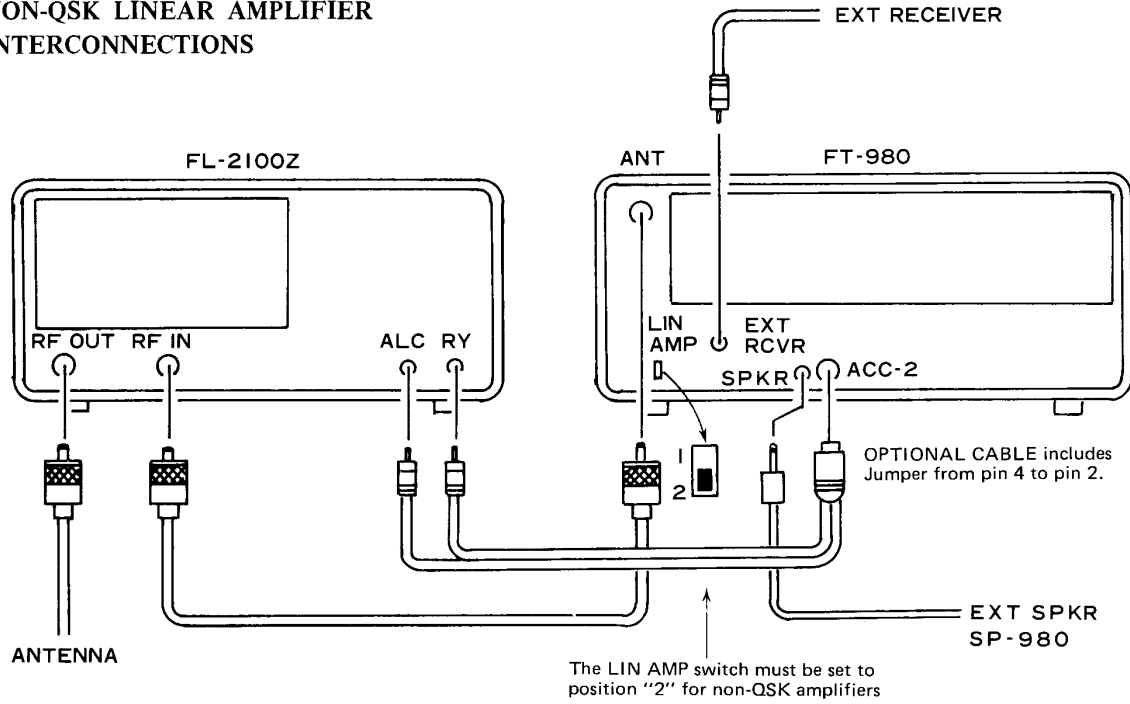 NON-QSK LINEAR AMPLIFIER
INTERCONNECTIONS
EXT RECEIVER
FL-2100Z
ANT
FT-980
RF OUT
RF IN
ALC
RY
LIN
AMP
EXT
RCVR
SPKR
ACC-2
1
2
OPTIONAL CABLE includes
Jumper from pin 4 to pin 2.
ANTENNA
EXT SPKR
SP-980
The LIN AMP switch must be set to
position "2" for non-QSK amplifiers